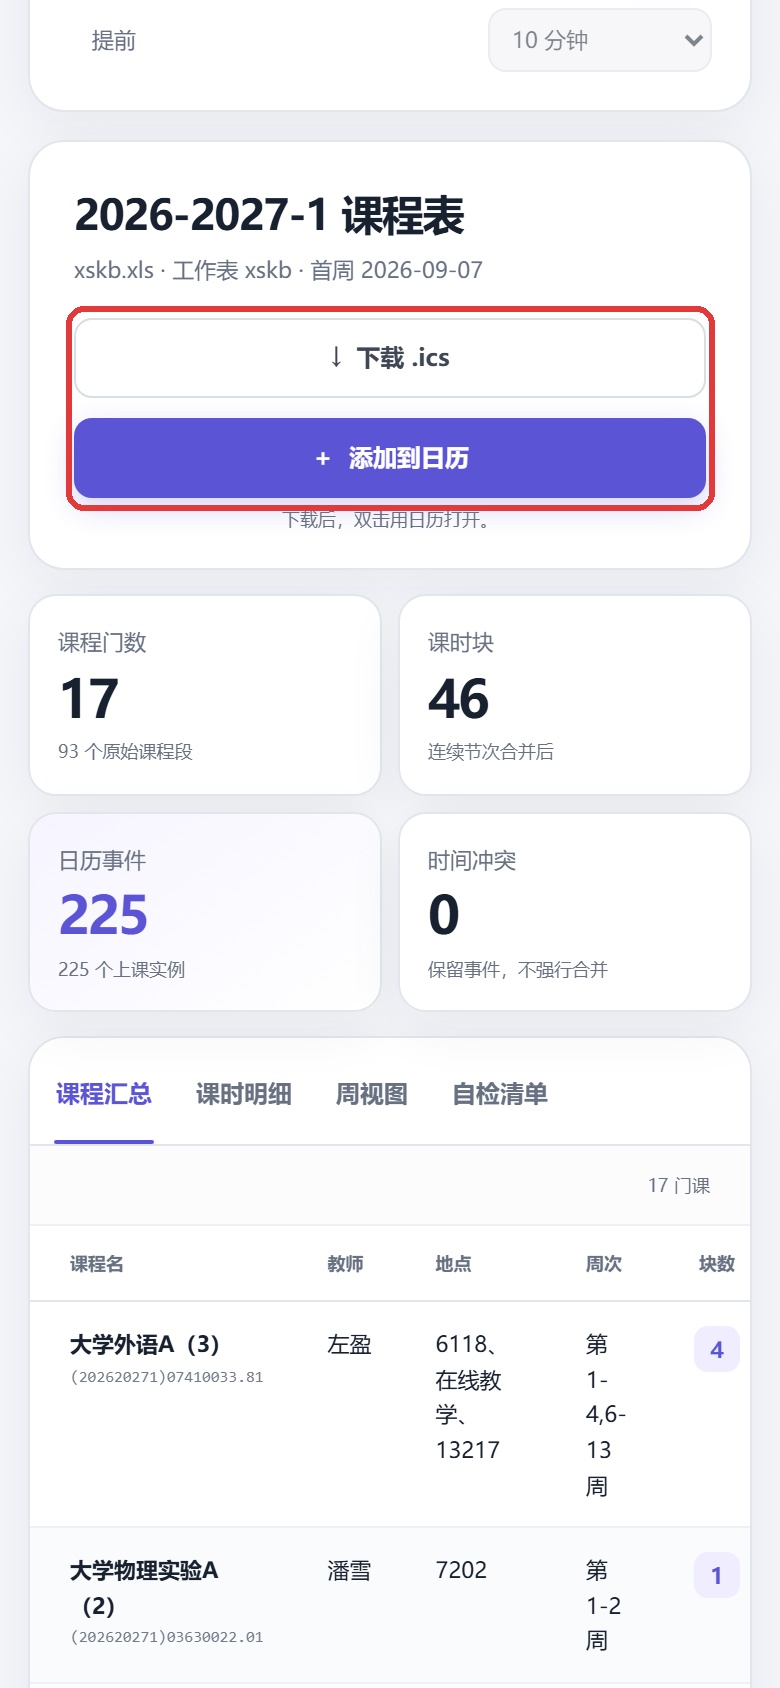 提前
10 分钟
2026-2027-1 课程表
xskb.xls · 工作表 xskb · 首周 2026-09-07
↓ 下载 .ics
+ 添加到日历
下载后，双击用日历打开。
课程门数
17
93 个原始课程段
课时块
46
连续节次合并后
日历事件
225
225 个上课实例
时间冲突
0
保留事件，不强行合并
课程汇总 课时明细 周视图 自检清单
17 门课
课程名 教师 地点 周次 块数
大学外语A（3）
(202620271)07410033.81
左盈
6118、
在线教
学、
13217
第
1-
4,6-
13
周
4
大学物理实验A
（2）
(202620271)03630022.01
潘雪
7202
第
1-2
周
1